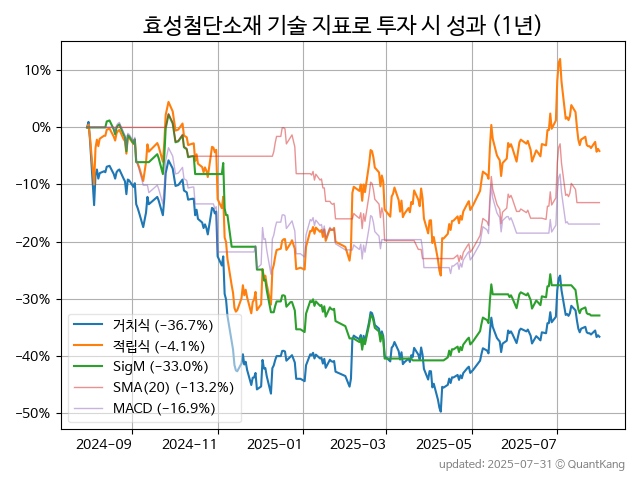 효성첨단소재 기술 지표로 투자 시 성과 (1년)
10%
0%
−10%
−20%
−30%
−40%
−50%
거치식 (−36.7%)
적립식 (−4.1%)
SigM (−33.0%)
SMA(20) (−13.2%)
MACD (−16.9%)
2024-09 2024-11 2025-01 2025-03 2025-05 2025-07
updated: 2025-07-31 © QuantKang